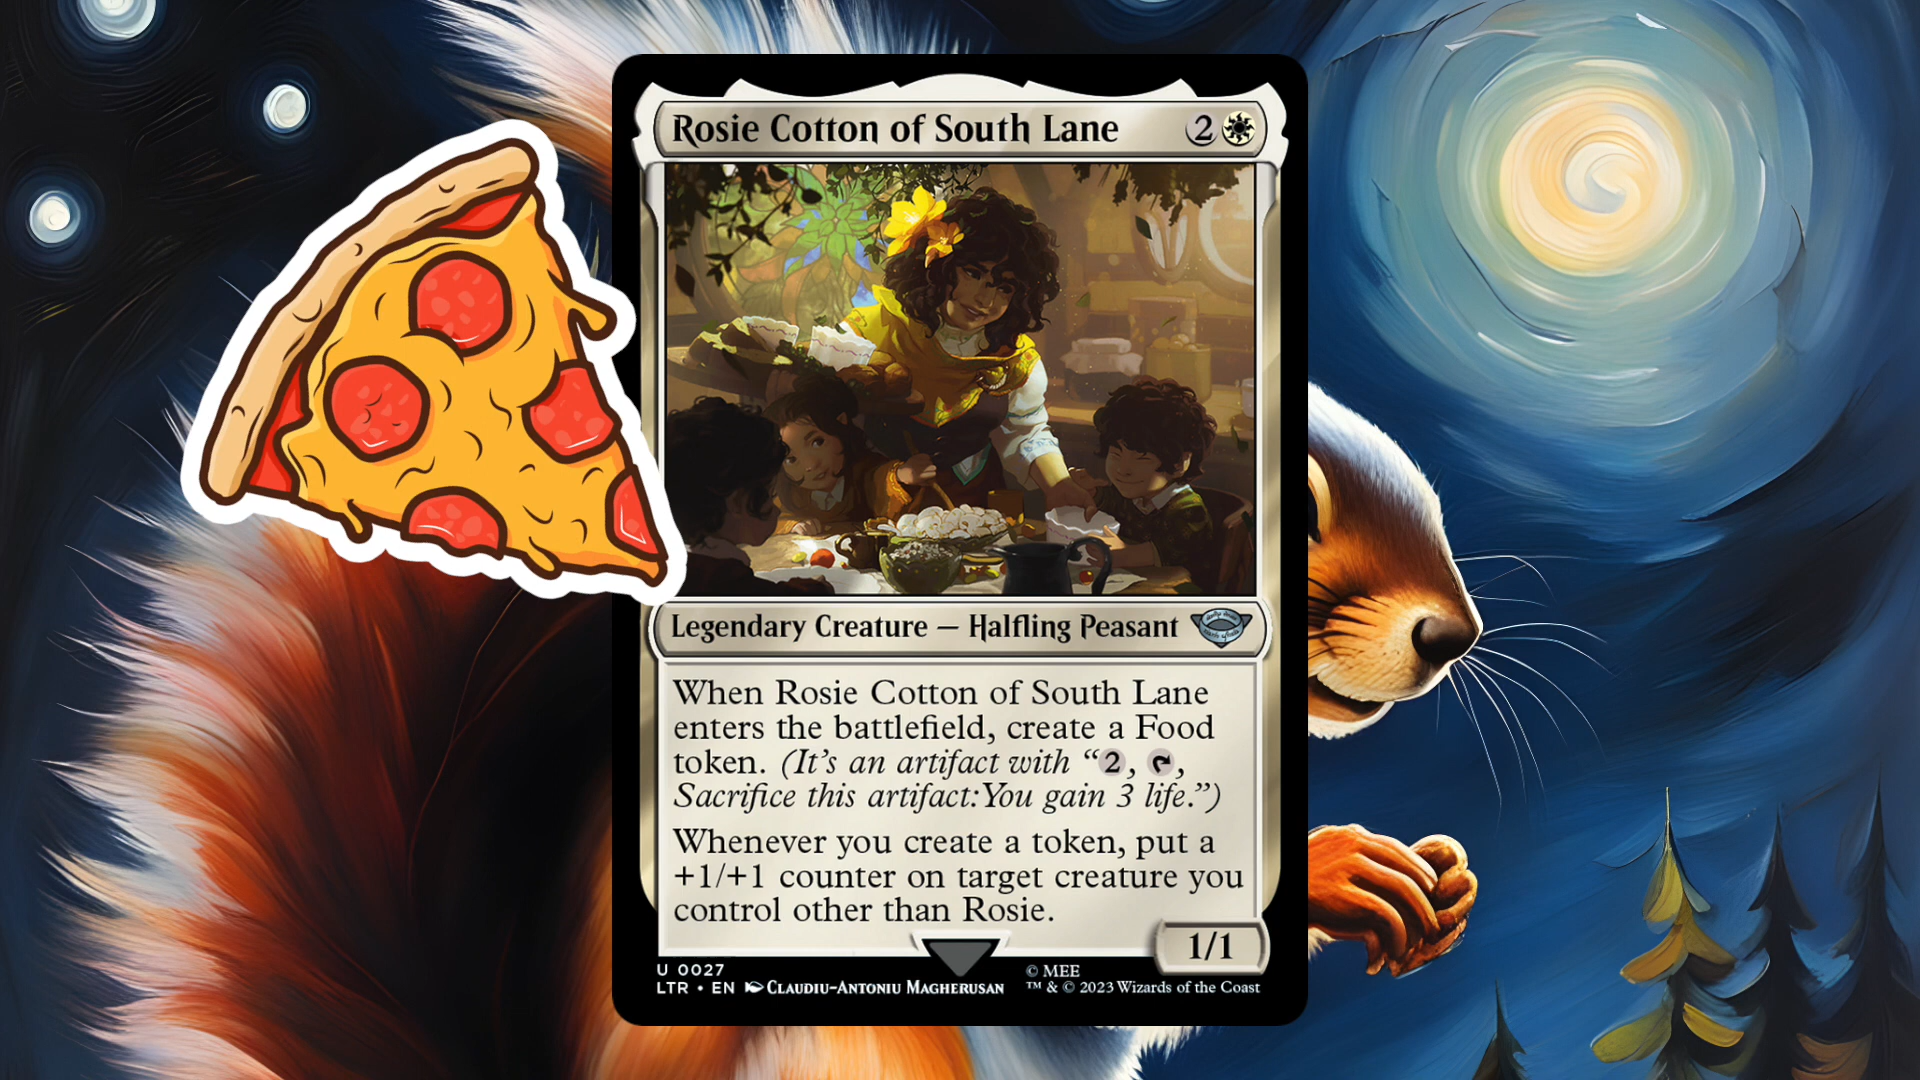 Rosie Cotton of South Lane 2
Legendary Creature — Halfling Peasant
When Rosie Cotton of South Lane
enters the battlefield, create a Food
token. (It's an artifact with “2, ,
Sacrifice this artifact:You gain 3 life.”)
Whenever you create a token, put a
+1/+1 counter on target creature you
control other than Rosie.
1/1
U 0027
LTR • EN CLAUDIU-ANTONIU MAGHERUSAN
© MEE
™ & © 2023 Wizards of the Coast